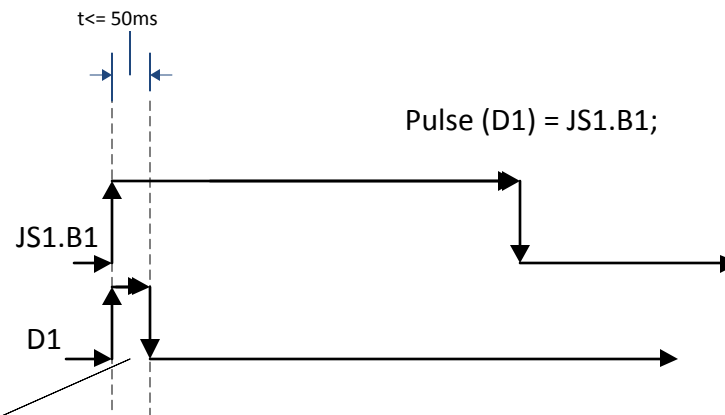 t<= 50ms
Pulse (D1) = JS1.B1;
JS1.B1
D1